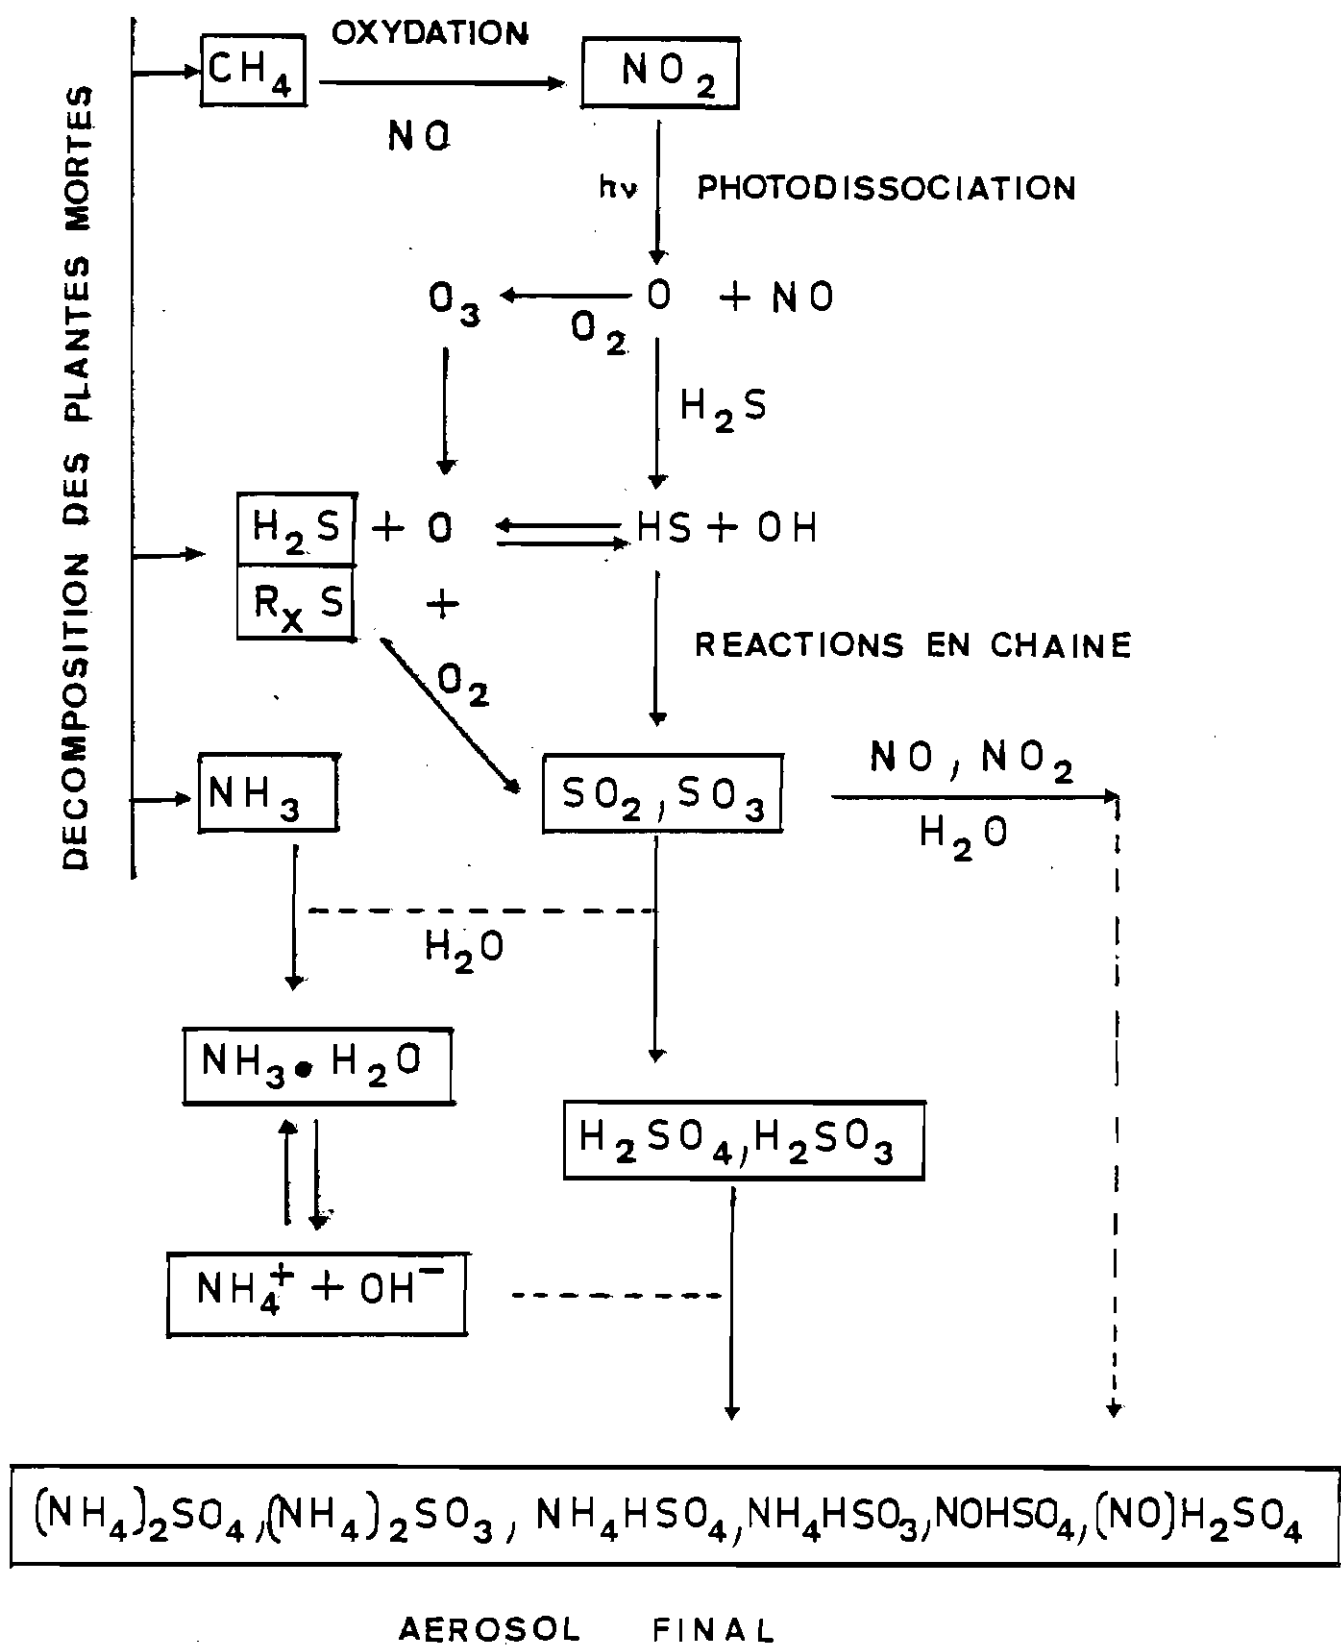 DECOMPOSITION DES PLANTES MORTES
OXYDATION
CH₄
NO₂
NO
hν PHOTODISSOCIATION
O₃ O + NO
O₂
H₂S
H₂S + O HS + OH
RₓS +
REACTIONS EN CHAINE
O₂
NH₃
SO₂, SO₃
NO, NO₂
H₂O
H₂O
NH₃• H₂O
H₂SO₄, H₂SO₃
NH₄⁺ + OH⁻
(NH₄)₂SO₄, (NH₄)₂SO₃, NH₄HSO₄, NH₄HSO₃, NOHSO₄, (NO)H₂SO₄
AEROSOL FINAL